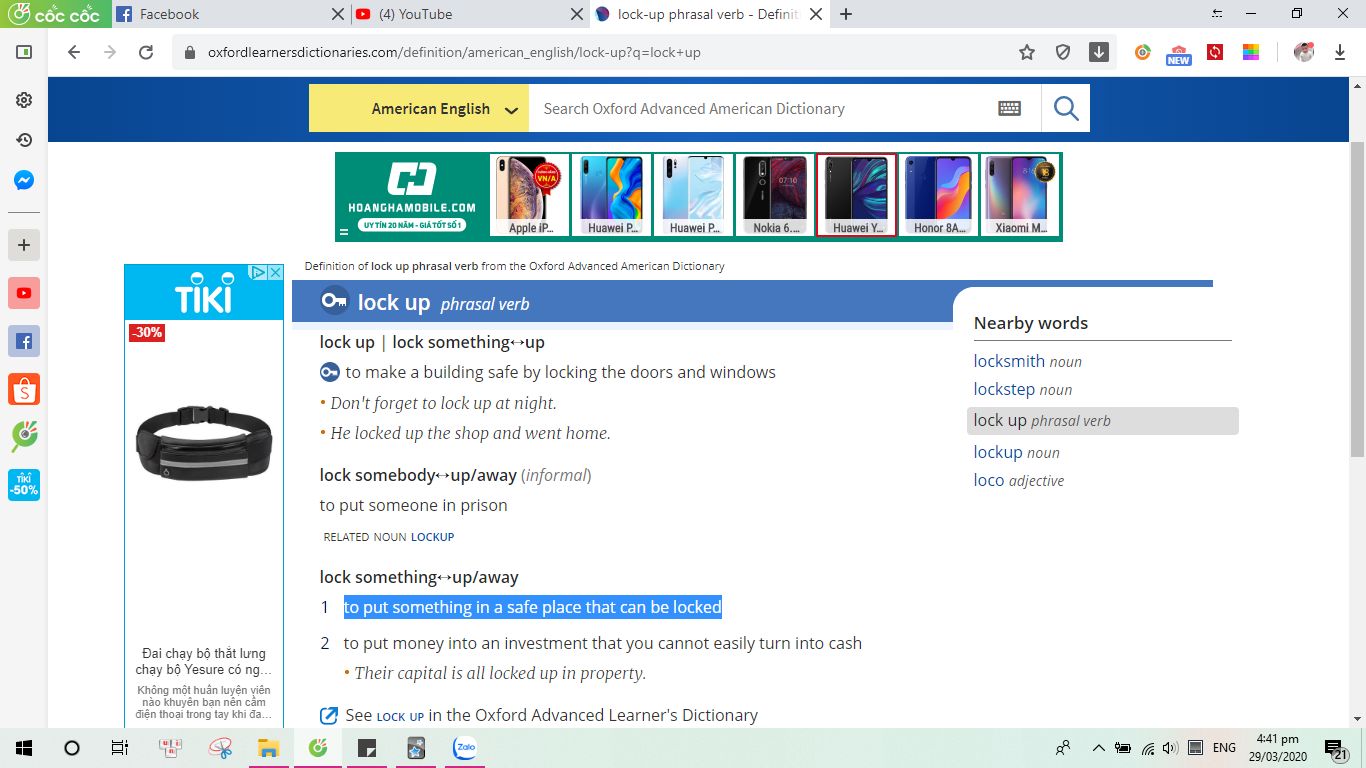 cốc cốc
Facebook
(4) YouTube
lock-up phrasal verb - Definit
oxfordlearnersdictionaries.com/definition/american_english/lock-up?q=lock+up
NEW
American English
Search Oxford Advanced American Dictionary
HOANGHAMOBILE.COM
UY TÍN 20 NĂM - GIÁ TỐT SỐ 1
VN/A
Apple iP...
Huawei P...
Huawei P...
07:10
Nokia 6....
Huawei Y...
Honor 8A...
18
Xiaomi M...
Definition of lock up phrasal verb from the Oxford Advanced American Dictionary
TIKI
-30%
Đai chạy bộ thắt lưng
chạy bộ Yesure có ng...
Không một huấn luyện viên
nào khuyên bạn nên cầm
điện thoại trong tay khi đa...
lock up phrasal verb
lock up | lock something↔up
to make a building safe by locking the doors and windows
• Don't forget to lock up at night.
• He locked up the shop and went home.
lock somebody↔up/away (informal)
to put someone in prison
RELATED NOUN LOCKUP
lock something↔up/away
1 to put something in a safe place that can be locked
2 to put money into an investment that you cannot easily turn into cash
• Their capital is all locked up in property.
See LOCK UP in the Oxford Advanced Learner's Dictionary
Nearby words
locksmith noun
lockstep noun
lock up phrasal verb
lockup noun
loco adjective
TIKI
-50%
Zalo
ENG
4:41 pm
29/03/2020
21